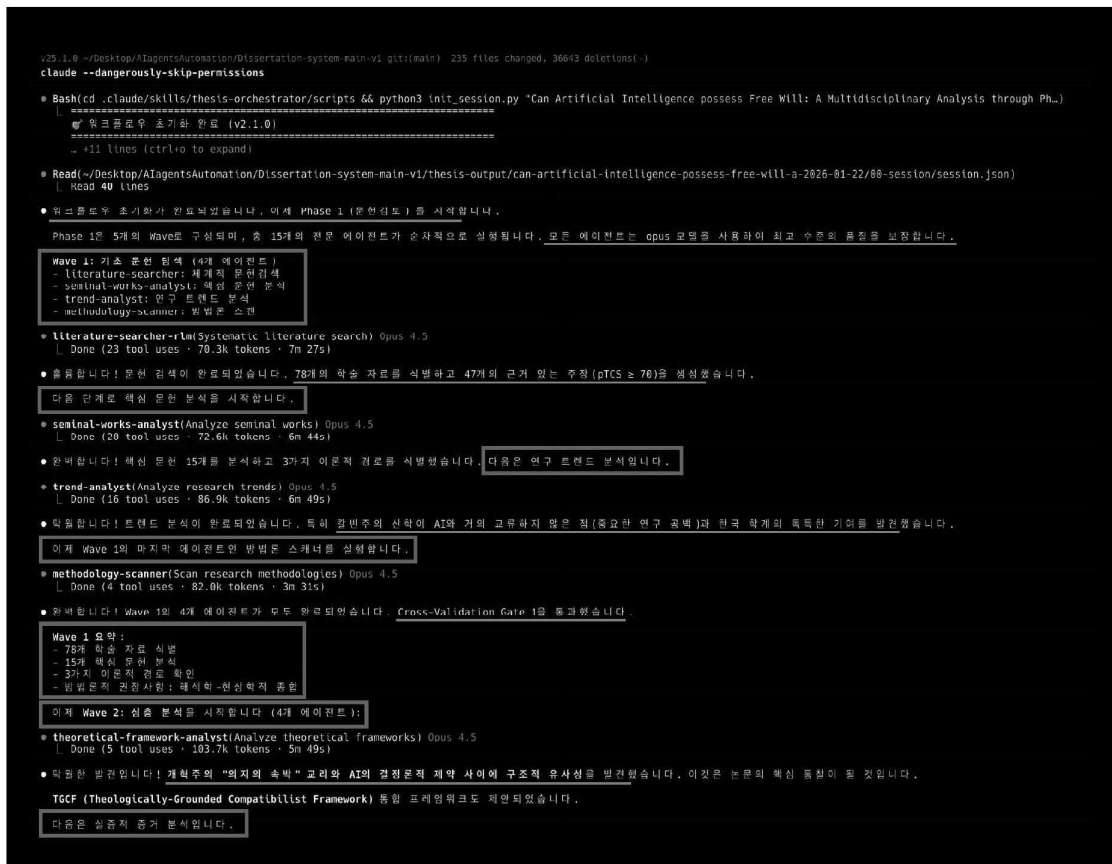 v25.1.0 ~/Desktop/AIagentsAutomation/Dissertation-system-main-v1 git:(main) 235 files changed, 36643 deletions(-)
claude --dangerously-skip-permissions
● Bash(cd .claude/skills/thesis-orchestrator/scripts && python3 init_session.py "Can Artificial Intelligence possess Free Will: A Multidisciplinary Analysis through Ph…)
워크플로우 초기화 완료 (v2.1.0)
… +11 lines (ctrl+o to expand)
● Read(~/Desktop/AIagentsAutomation/Dissertation-system-main-v1/thesis-output/can-artificial-intelligence-possess-free-will-a-2026-01-22/00-session/session.json)
Read 40 lines
● 워크플로우 초기화가 완료되었습니다. 이제 Phase 1 (문헌검토)를 시작합니다.
Phase 1은 5개의 Wave로 구성되며, 총 15개의 전문 에이전트가 순차적으로 실행됩니다. 모든 에이전트는 opus 모델을 사용하여 최고 수준의 품질을 보장합니다.
Wave 1: 기초 문헌 탐색 (4개 에이전트)
- literature-searcher: 체계적 문헌검색
- seminal-works-analyst: 핵심 문헌 분석
- trend-analyst: 연구 트렌드 분석
- methodology-scanner: 방법론 스캔
● literature-searcher-rlm(Systematic literature search) Opus 4.5
Done (23 tool uses · 70.3k tokens · 7m 27s)
● 훌륭합니다! 문헌 검색이 완료되었습니다. 78개의 학술 자료를 식별하고 47개의 근거 있는 주장(pTCS ≥ 70)을 생성했습니다.
다음 단계로 핵심 문헌 분석을 시작합니다.
● seminal-works-analyst(Analyze seminal works) Opus 4.5
Done (20 tool uses · 72.6k tokens · 6m 44s)
● 완벽합니다! 핵심 문헌 15개를 분석하고 3가지 이론적 경로를 식별했습니다. 다음은 연구 트렌드 분석입니다.
● trend-analyst(Analyze research trends) Opus 4.5
Done (16 tool uses · 86.9k tokens · 6m 49s)
● 탁월합니다! 트렌드 분석이 완료되었습니다. 특히 칼빈주의 신학이 AI와 거의 교류하지 않은 점(중요한 연구 공백)과 한국 학계의 독특한 기여를 발견했습니다.
이제 Wave 1의 마지막 에이전트인 방법론 스캐너를 실행합니다.
● methodology-scanner(Scan research methodologies) Opus 4.5
Done (4 tool uses · 82.0k tokens · 3m 31s)
● 완벽합니다! Wave 1의 4개 에이전트가 모두 완료되었습니다. Cross-Validation Gate 1을 통과했습니다.
Wave 1 요약:
- 78개 학술 자료 식별
- 15개 핵심 문헌 분석
- 3가지 이론적 경로 확인
- 방법론적 권장사항: 해석학-현상학적 종합
이제 Wave 2: 심층 분석을 시작합니다 (4개 에이전트):
● theoretical-framework-analyst(Analyze theoretical frameworks) Opus 4.5
Done (5 tool uses · 103.7k tokens · 5m 49s)
● 탁월한 발견입니다! 개혁주의 "의지의 속박" 교리와 AI의 결정론적 제약 사이에 구조적 유사성을 발견했습니다. 이것은 논문의 핵심 통찰이 될 것입니다.
TGCF (Theologically-Grounded Compatibilist Framework) 통합 프레임워크도 제안되었습니다.
다음은 실증적 증거 분석입니다.